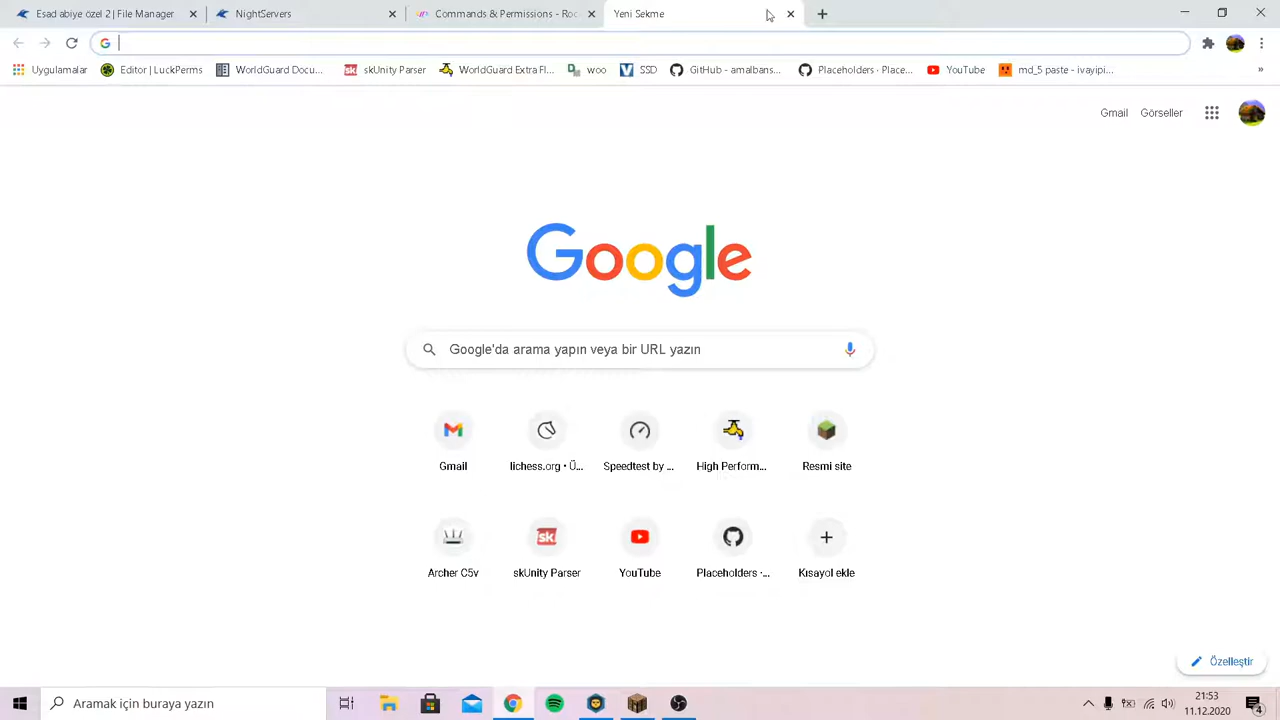 Esad abiye özel 2 | File Manager
NightServers
Commands & Permissions - Roc
Yeni Sekme
Uygulamalar
Editor | LuckPerms
WorldGuard Docu...
skUnity Parser
WorldGuard Extra Fl...
woo
SSD
GitHub - amalbans...
Placeholders · Place...
YouTube
md_5 paste - ivayipi...
»
Gmail
Görseller
Google
Google'da arama yapın veya bir URL yazın
Gmail
lichess.org • Ü...
Speedtest by ...
High Perform...
Resmi site
Archer C5v
skUnity Parser
YouTube
Placeholders ·...
Kısayol ekle
Özelleştir
Aramak için buraya yazın
21:53
11.12.2020
4